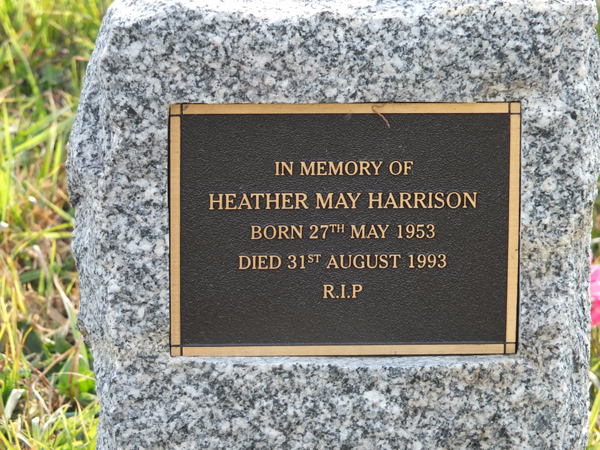 IN MEMORY OF
HEATHER MAY HARRISON
BORN 27TH MAY 1953
DIED 31ST AUGUST 1993
R.I.P